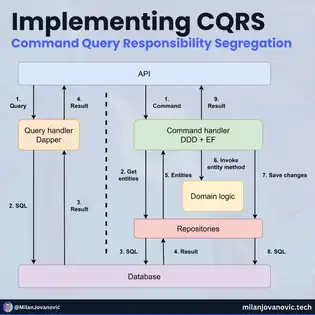 Implementing CQRS
Command Query Responsibility Segregation
API
1.
Query
4.
Result
1.
Command
9.
Result
Query handler
Dapper
Command handler
DDD + EF
2. Get
entities
5. Entities
6. Invoke
entity method
7. Save changes
Domain logic
2. SQL
3.
Result
Repositories
3. SQL
4. Result
8. SQL
Database
@MilanJovanović
milanjovanovic.tech